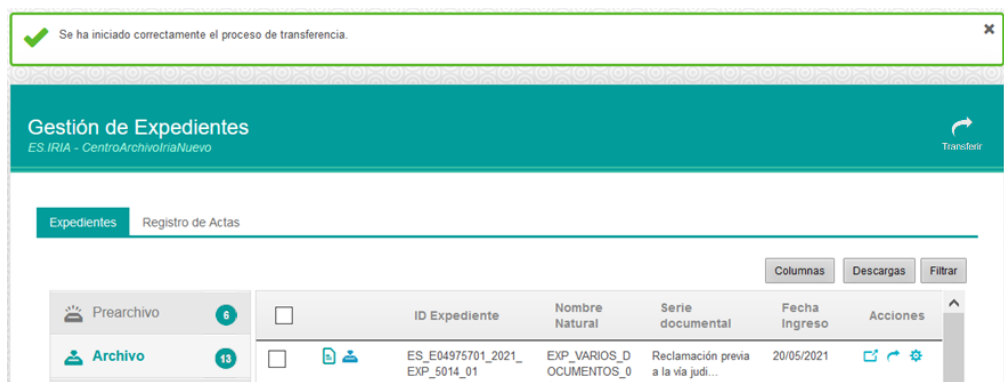 Se ha iniciado correctamente el proceso de transferencia.
Gestión de Expedientes
ES.IRIA - CentroArchivoIriaNuevo
Transferir
Expedientes
Registro de Actas
Columnas
Descargas
Filtrar
Prearchivo
6
Archivo
13
ID Expediente
Nombre
Natural
Serie
documental
Fecha
Ingreso
Acciones
ES_E04975701_2021_
EXP_5014_01
EXP_VARIOS_D
OCUMENTOS_0
Reclamación previa
a la vía judi...
20/05/2021